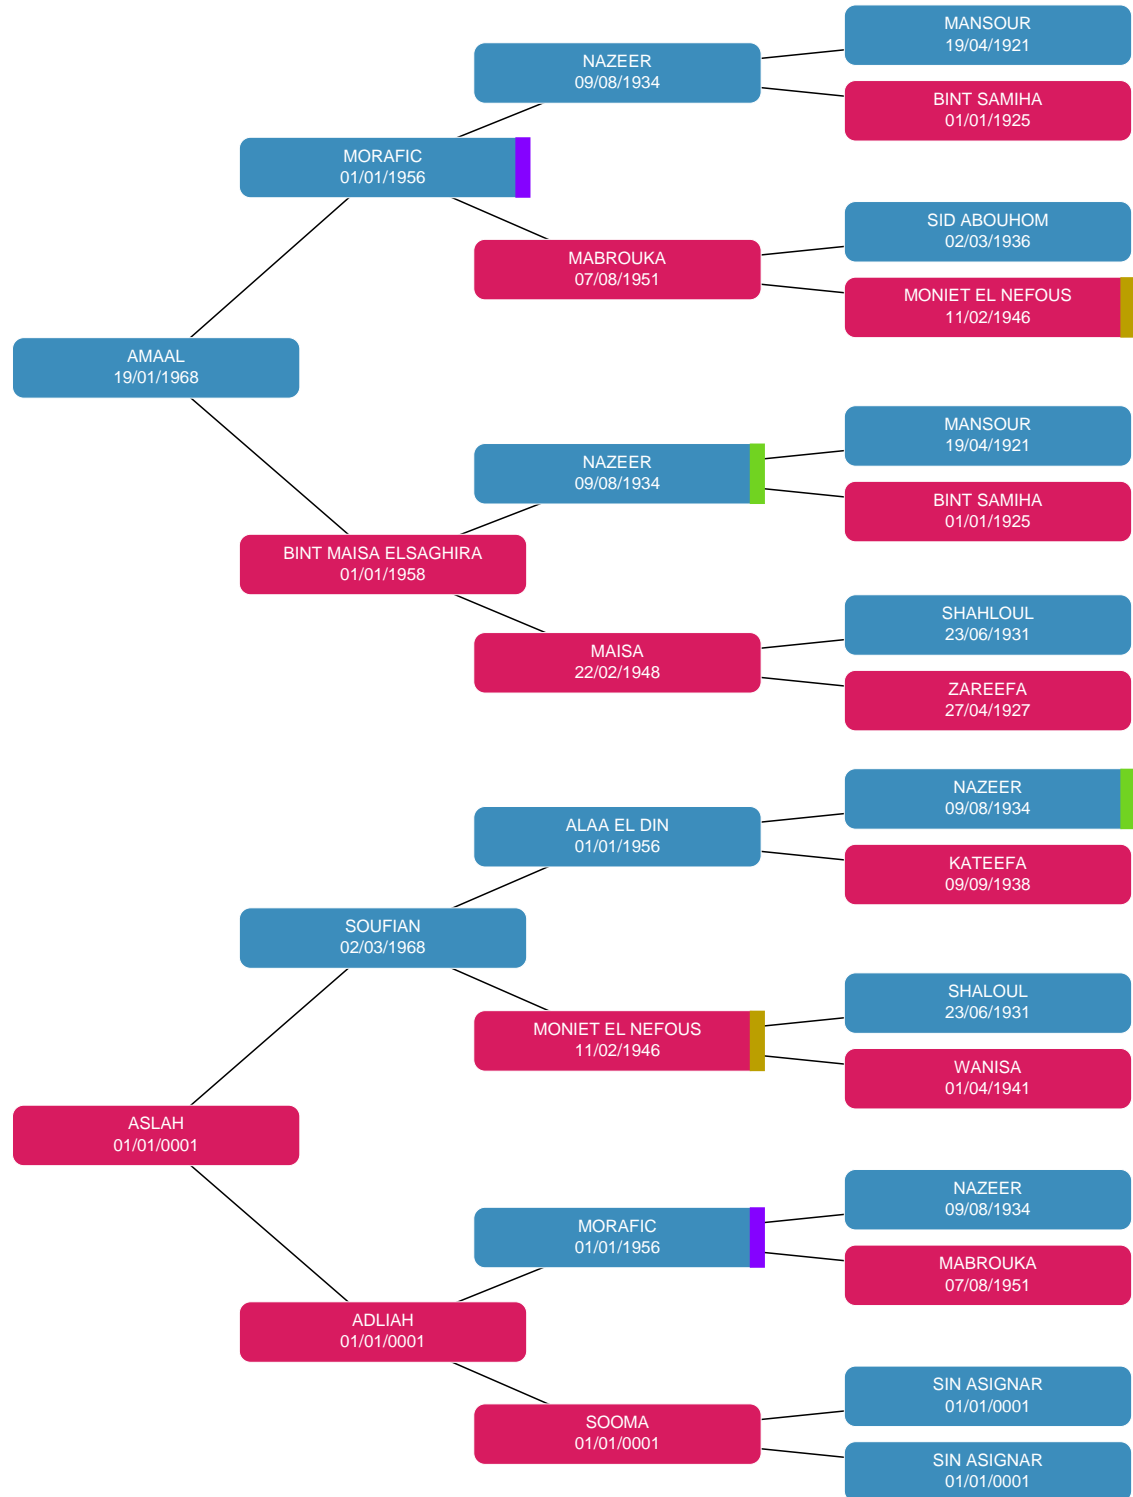 MANSOUR
19/04/1921
NAZEER
09/08/1934
BINT SAMIHA
01/01/1925
MORAFIC
01/01/1956
SID ABOUHOM
02/03/1936
MABROUKA
07/08/1951
MONIET EL NEFOUS
11/02/1946
AMAAL
19/01/1968
MANSOUR
19/04/1921
NAZEER
09/08/1934
BINT SAMIHA
01/01/1925
BINT MAISA ELSAGHIRA
01/01/1958
SHAHLOUL
23/06/1931
MAISA
22/02/1948
ZAREEFA
27/04/1927
NAZEER
09/08/1934
ALAA EL DIN
01/01/1956
KATEEFA
09/09/1938
SOUFIAN
02/03/1968
SHALOUL
23/06/1931
MONIET EL NEFOUS
11/02/1946
WANISA
01/04/1941
ASLAH
01/01/0001
NAZEER
09/08/1934
MORAFIC
01/01/1956
MABROUKA
07/08/1951
ADLIAH
01/01/0001
SIN ASIGNAR
01/01/0001
SOOMA
01/01/0001
SIN ASIGNAR
01/01/0001